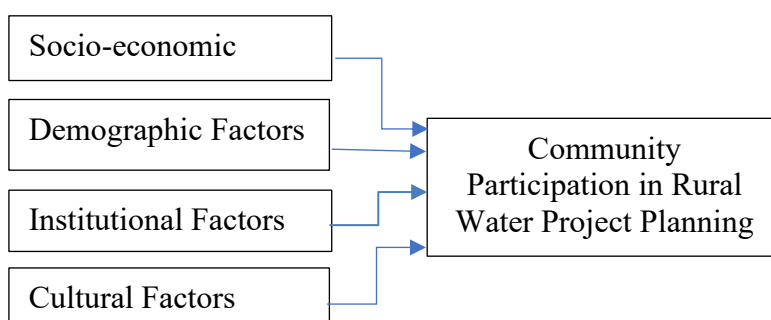 Socio-economic
Demographic Factors
Institutional Factors
Cultural Factors
Community
Participation in Rural
Water Project Planning